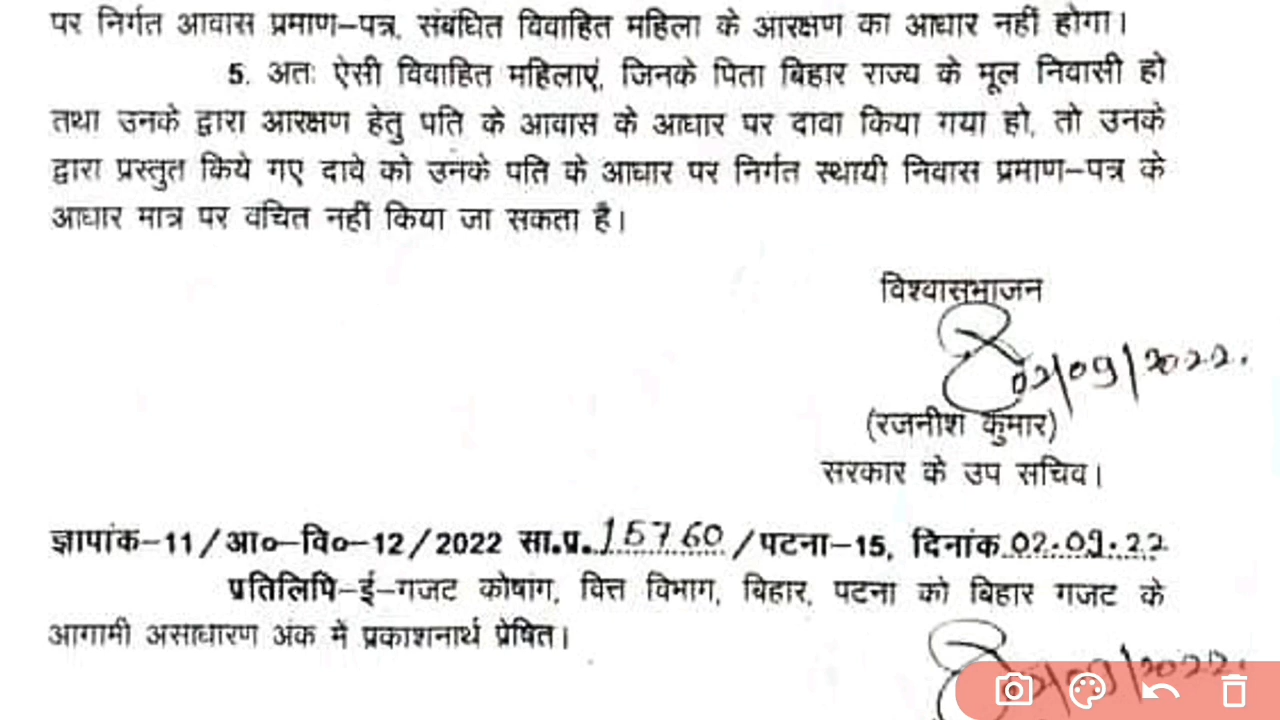 पर निर्गत आवास प्रमाण-पत्र, संबंधित विवाहित महिला के आरक्षण का आधार नहीं होगा।
5. अतः ऐसी विवाहित महिलाएं, जिनके पिता बिहार राज्य के मूल निवासी हो
तथा उनके द्वारा आरक्षण हेतु पति के आवास के आधार पर दावा किया गया हो, तो उनके
द्वारा प्रस्तुत किये गए दावे को उनके पति के आधार पर निर्गत स्थायी निवास प्रमाण-पत्र के
आधार मात्र पर वंचित नहीं किया जा सकता है।
विश्वासभाजन
02/09/2022.
(रजनीश कुमार)
सरकार के उप सचिव।
ज्ञापांक-11/आ०-वि०-12/2022 सा.प्र. 15760 /पटना-15, दिनांक 02.09.22
प्रतिलिपि-ई-गजट कोषांग, वित्त विभाग, बिहार, पटना को बिहार गजट के
आगामी असाधारण अंक में प्रकाशनार्थ प्रेषित।
02/09/2022.